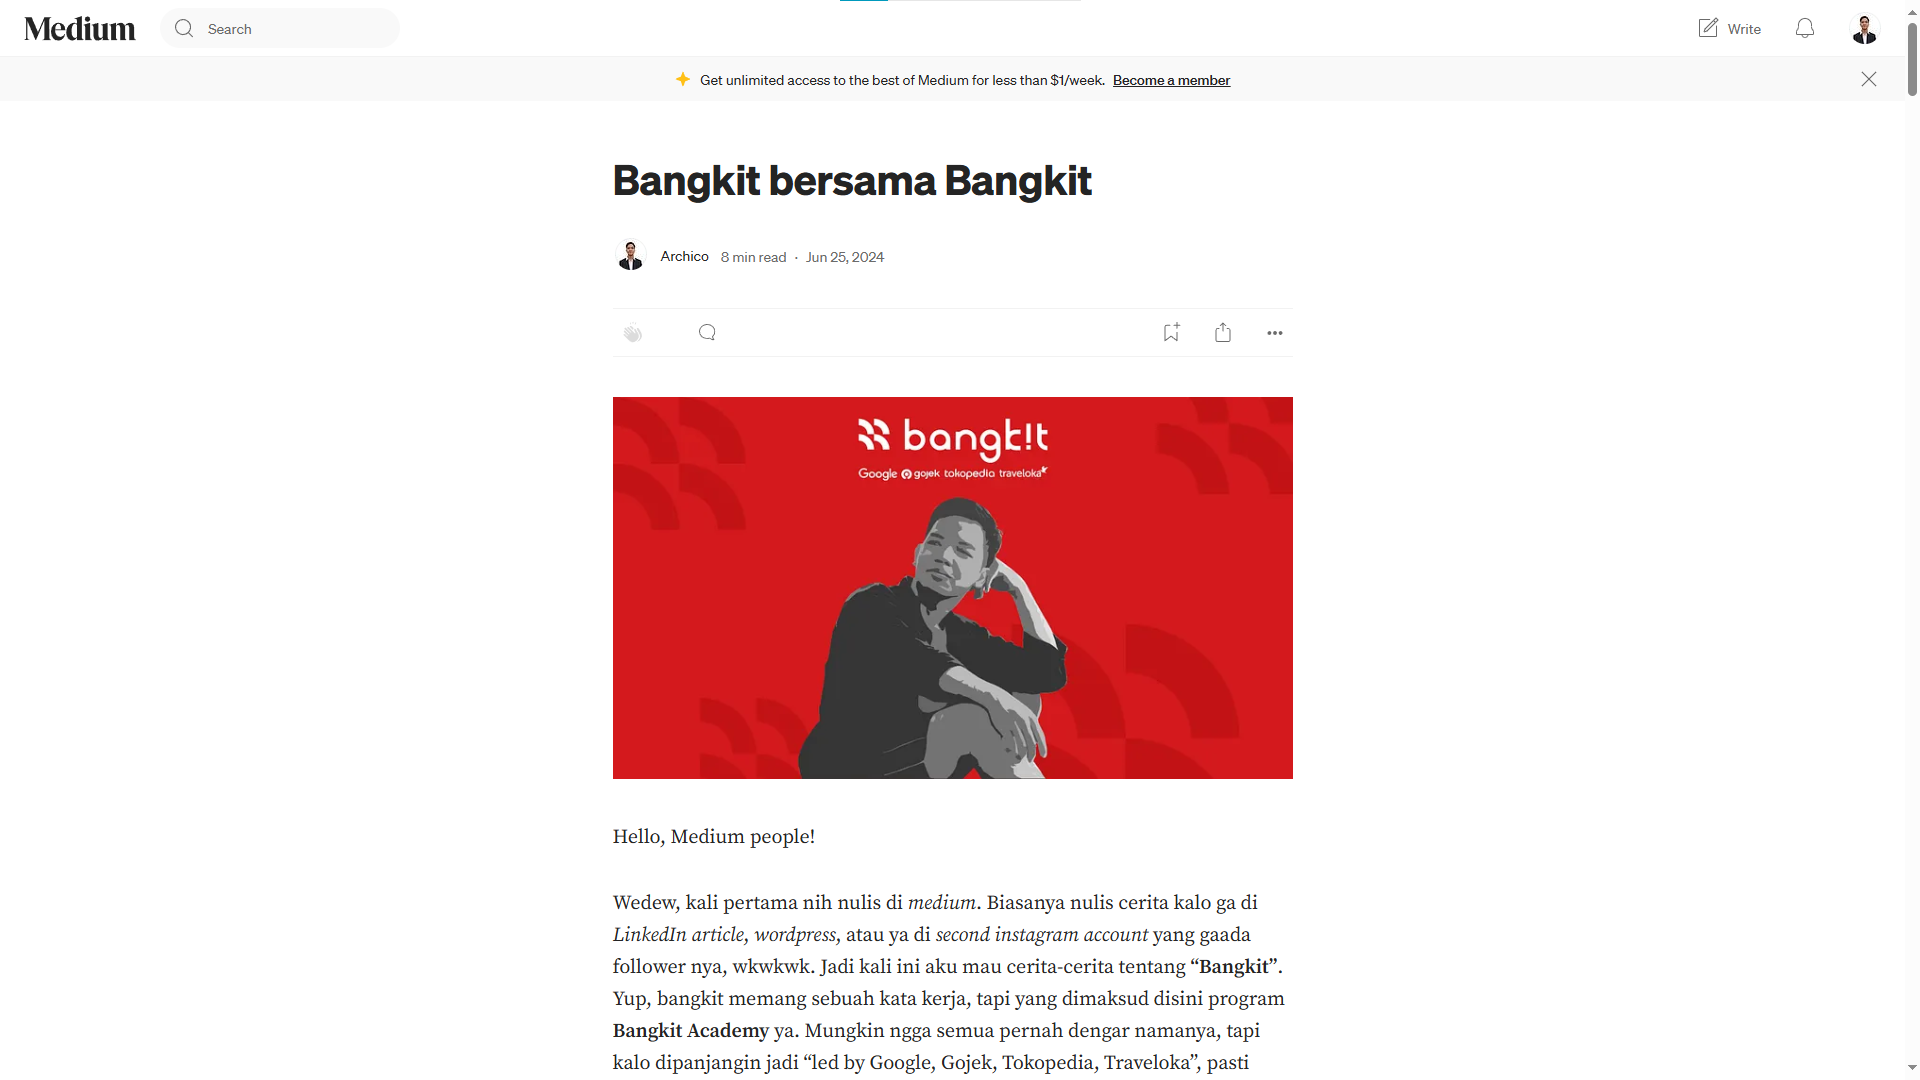 Medium
Search
Write
Get unlimited access to the best of Medium for less than $1/week. Become a member
Bangkit bersama Bangkit
Archico 8 min read · Jun 25, 2024
bangk!t
Google gojek tokopedia traveloka
Hello, Medium people!
Wedew, kali pertama nih nulis di medium. Biasanya nulis cerita kalo ga di
LinkedIn article, wordpress, atau ya di second instagram account yang gaada
follower nya, wkwkwk. Jadi kali ini aku mau cerita-cerita tentang “Bangkit”.
Yup, bangkit memang sebuah kata kerja, tapi yang dimaksud disini program
Bangkit Academy ya. Mungkin ngga semua pernah dengar namanya, tapi
kalo dipanjangin jadi “led by Google, Gojek, Tokopedia, Traveloka”, pasti